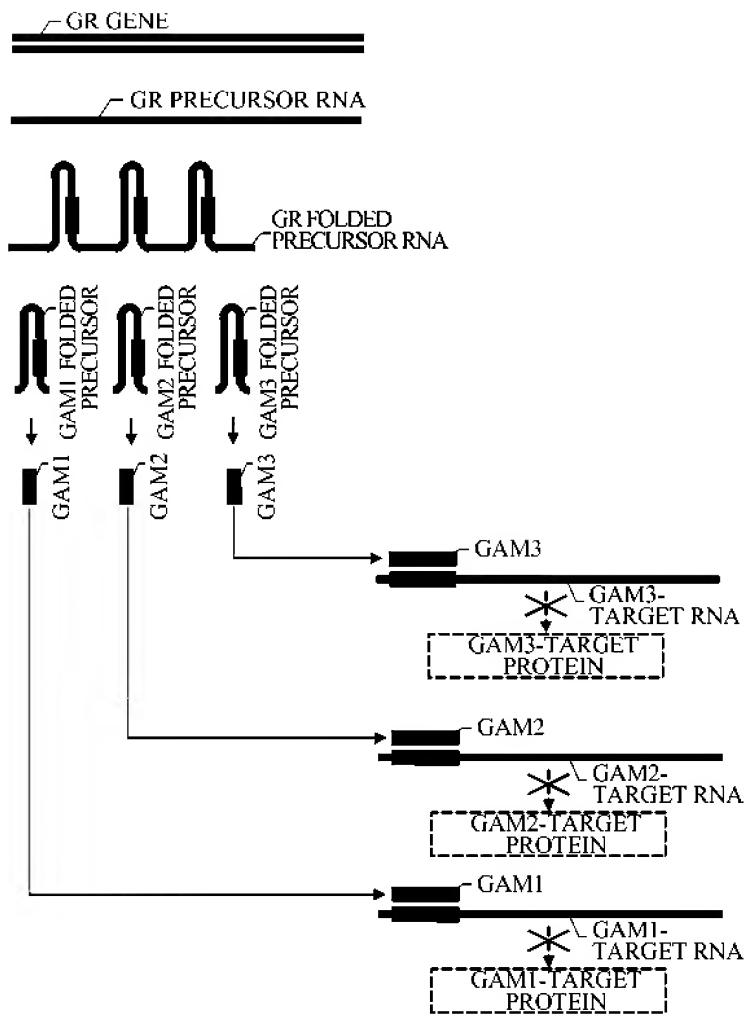 GR GENE
GR PRECURSOR RNA
GR FOLDED
PRECURSOR RNA
GAM1 FOLDED
PRECURSOR
GAM2 FOLDED
PRECURSOR
GAM3 FOLDED
PRECURSOR
GAM1
GAM2
GAM3
GAM3
GAM3-
TARGET RNA
GAM3-TARGET
PROTEIN
GAM2
GAM2-
TARGET RNA
GAM2-TARGET
PROTEIN
GAM1
GAM1-
TARGET RNA
GAM1-TARGET
PROTEIN